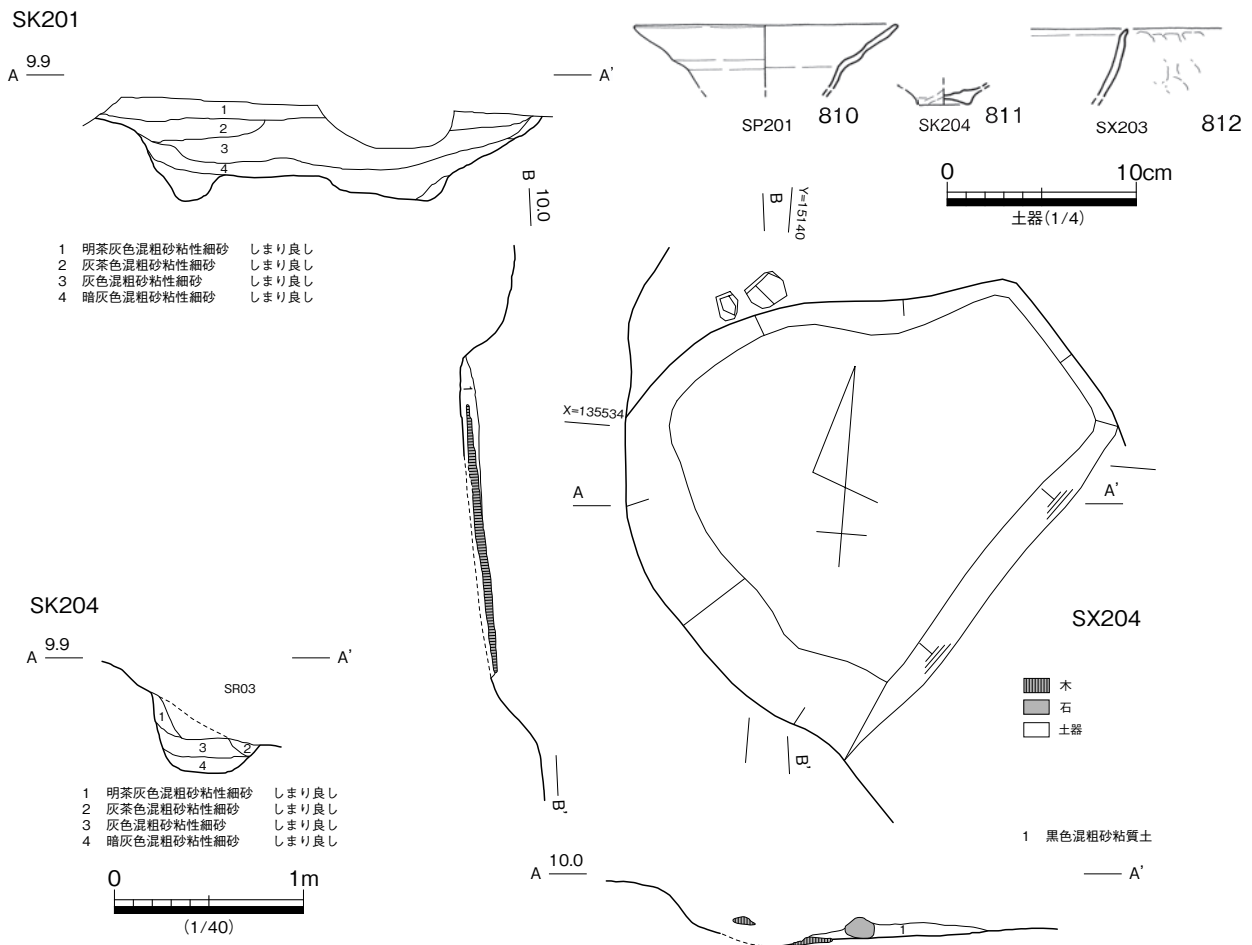 SK201
A 9.9 A'
1
2
3
4
1 明茶灰色混粗砂粘性細砂 しまり良し
2 灰茶色混粗砂粘性細砂 しまり良し
3 灰色混粗砂粘性細砂 しまり良し
4 暗灰色混粗砂粘性細砂 しまり良し
SP201 810
SK204 811
SX203 812
0 10cm
土器(1/4)
B 10.0
1
B'
B Y=15140
X=135534
A A'
B'
SX204
木
石
土器
1 黒色混粗砂粘質土
A 10.0 A'
1
SK204
A 9.9 A'
SR03
1
3 2
4
1 明茶灰色混粗砂粘性細砂 しまり良し
2 灰茶色混粗砂粘性細砂 しまり良し
3 灰色混粗砂粘性細砂 しまり良し
4 暗灰色混粗砂粘性細砂 しまり良し
0 1m
(1/40)